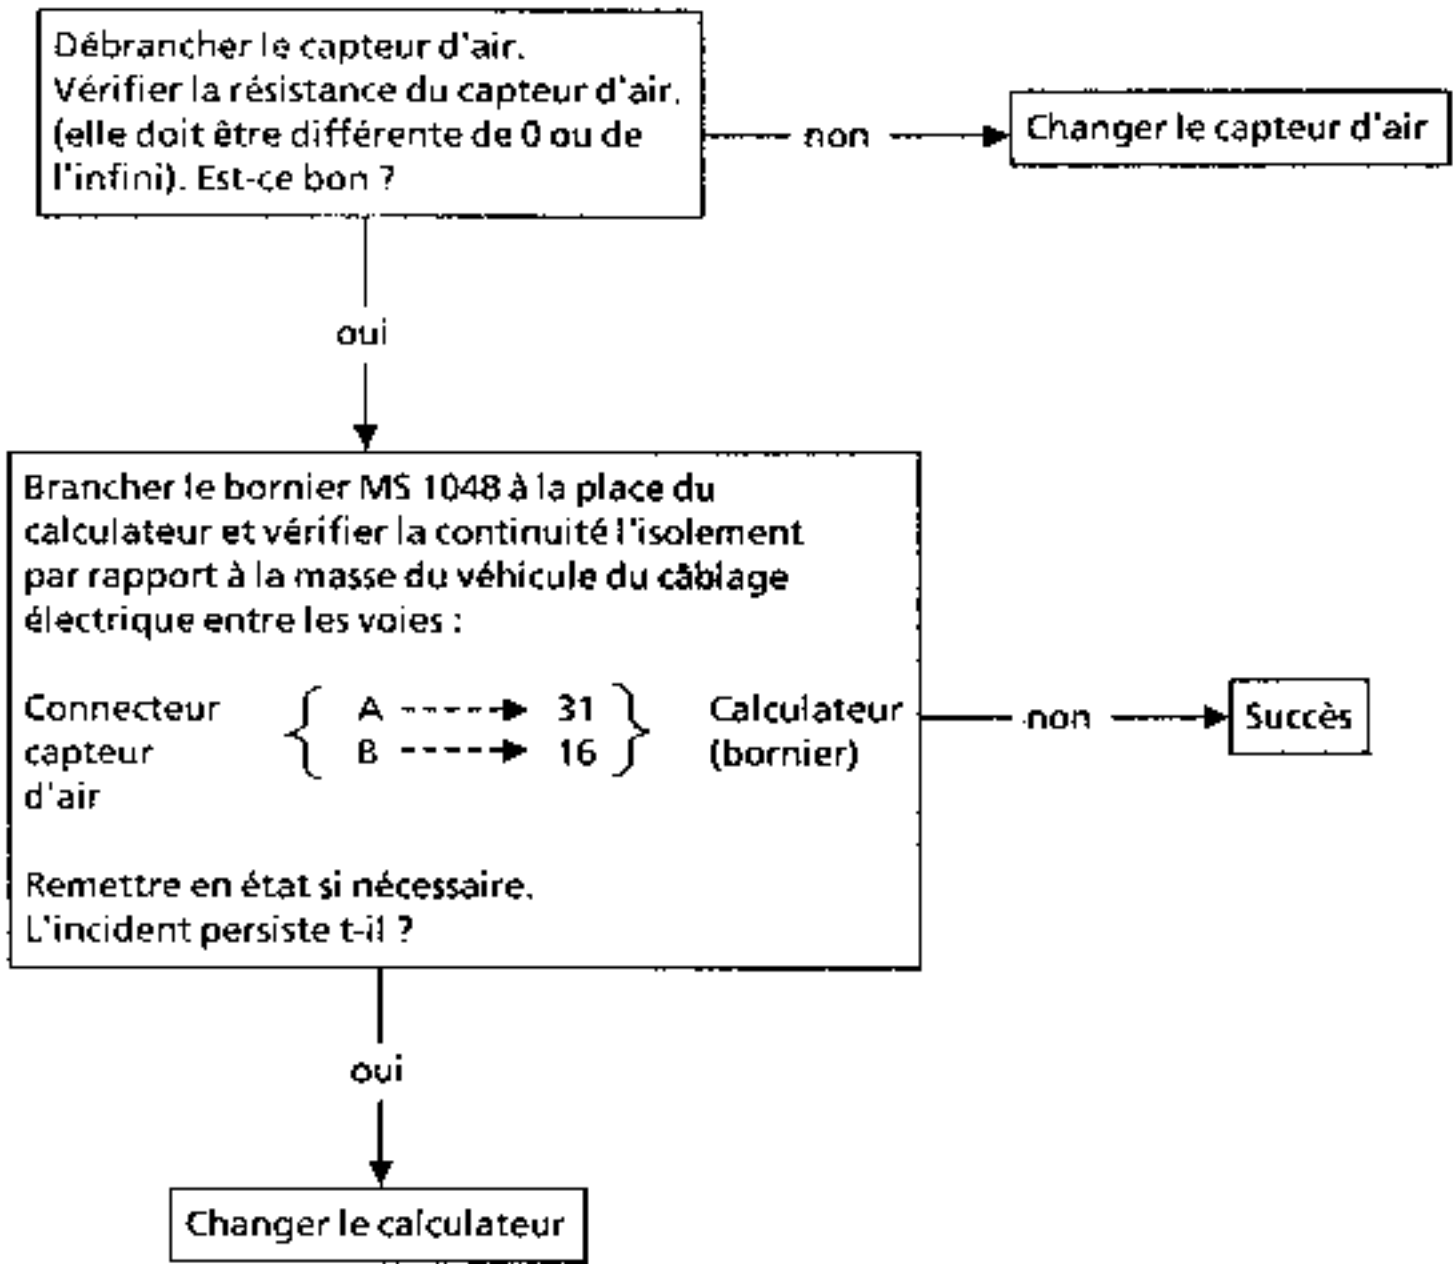 Débrancher le capteur d'air.
Vérifier la résistance du capteur d'air.
(elle doit être différente de 0 ou de
l'infini). Est-ce bon ?
non
Changer le capteur d'air
oui
Brancher le bornier MS 1048 à la place du
calculateur et vérifier la continuité l'isolement
par rapport à la masse du véhicule du câblage
électrique entre les voies :
Connecteur
capteur
d'air
A 31
B 16
Calculateur
(bornier)
non
Succès
Remettre en état si nécessaire.
L'incident persiste t-il ?
oui
Changer le calculateur